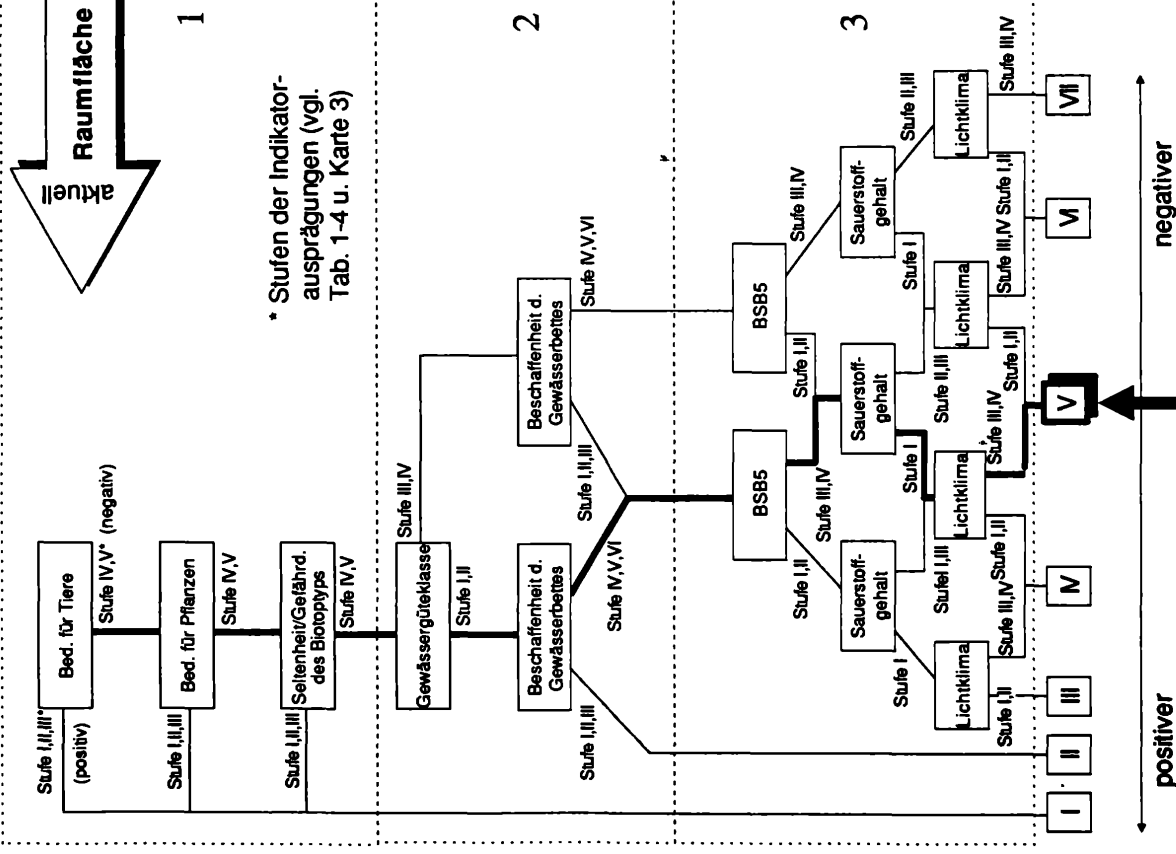 aktuell
Raumfläche
1
* Stufen der Indikator-
ausprägungen (vgl.
Tab. 1-4 u. Karte 3)
Stufe I,II,III*
(positiv)
Bed. für Tiere
Stufe IV,V* (negativ)
Stufe I,II,III
Bed. für Pflanzen
Stufe IV,V
Stufe I,II,III
Seltenheit/Gefährd.
des Biotoptyps
Stufe IV,V
2
Gewässergüteklasse
Stufe III,IV
Stufe I,II
Beschaffenheit d.
Gewässerbettes
Beschaffenheit d.
Gewässerbettes
Stufe I,II,III
Stufe IV,V,VI
Stufe I,II,III
Stufe IV,V,VI
3
BSB5
BSB5
Stufe I,II
Stufe III,IV
Stufe I,II
Stufe III,IV
Sauerstoff-
gehalt
Sauerstoff-
gehalt
Sauerstoff-
gehalt
Stufe I
Stufel I,III
Stufe I
Stufe II,III
Stufe I
Stufe II,III
Lichtklima
Lichtklima
Lichtklima
Lichtklima
Stufe I,II
Stufe III,IV
Stufe I,II
Stufe III,IV
Stufe I,II
Stufe III,IV
Stufe I,II
Stufe III,IV
I
II
III
IV
V
VI
VII
positiver
negativer